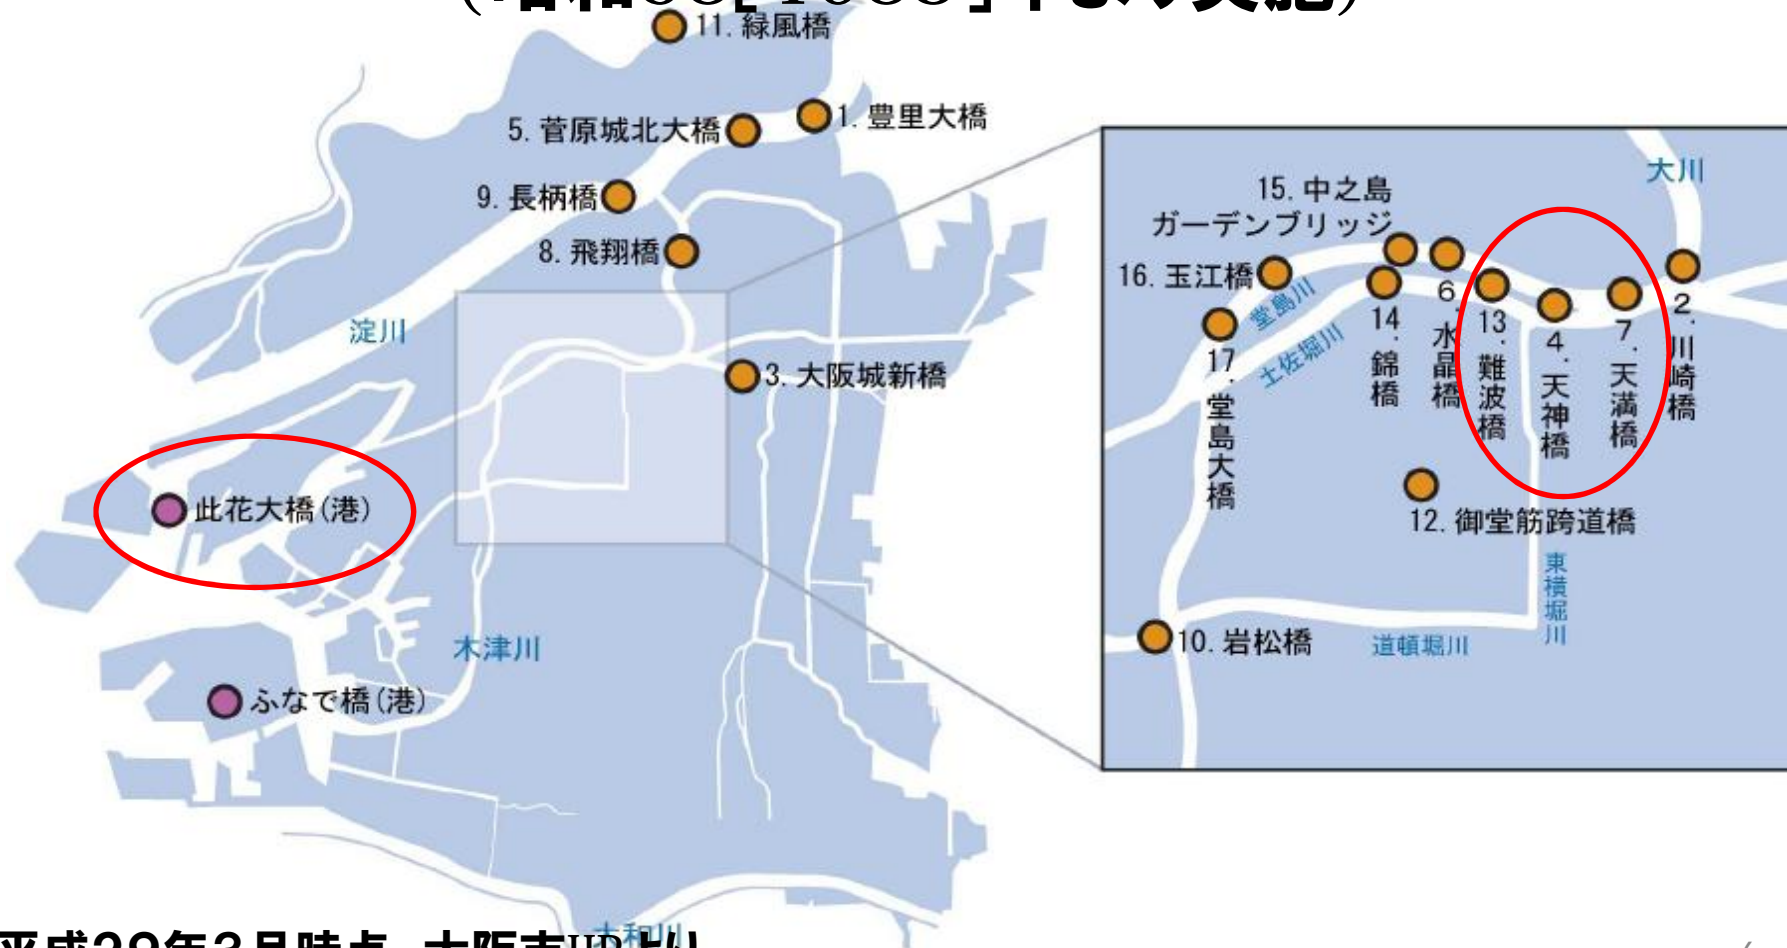 11. 緑風橋
1. 豊里大橋
5. 菅原城北大橋
9. 長柄橋
8. 飛翔橋
淀川
3. 大阪城新橋
此花大橋(港)
木津川
ふなで橋(港)
大川
15. 中之島
ガーデンブリッジ
16. 玉江橋
堂島川
土佐堀川
17. 堂島大橋
14. 錦橋
6. 水晶橋
13. 難波橋
4. 天神橋
7. 天満橋
2. 川崎橋
12. 御堂筋跨道橋
東横堀川
10. 岩松橋
道頓堀川
大和川